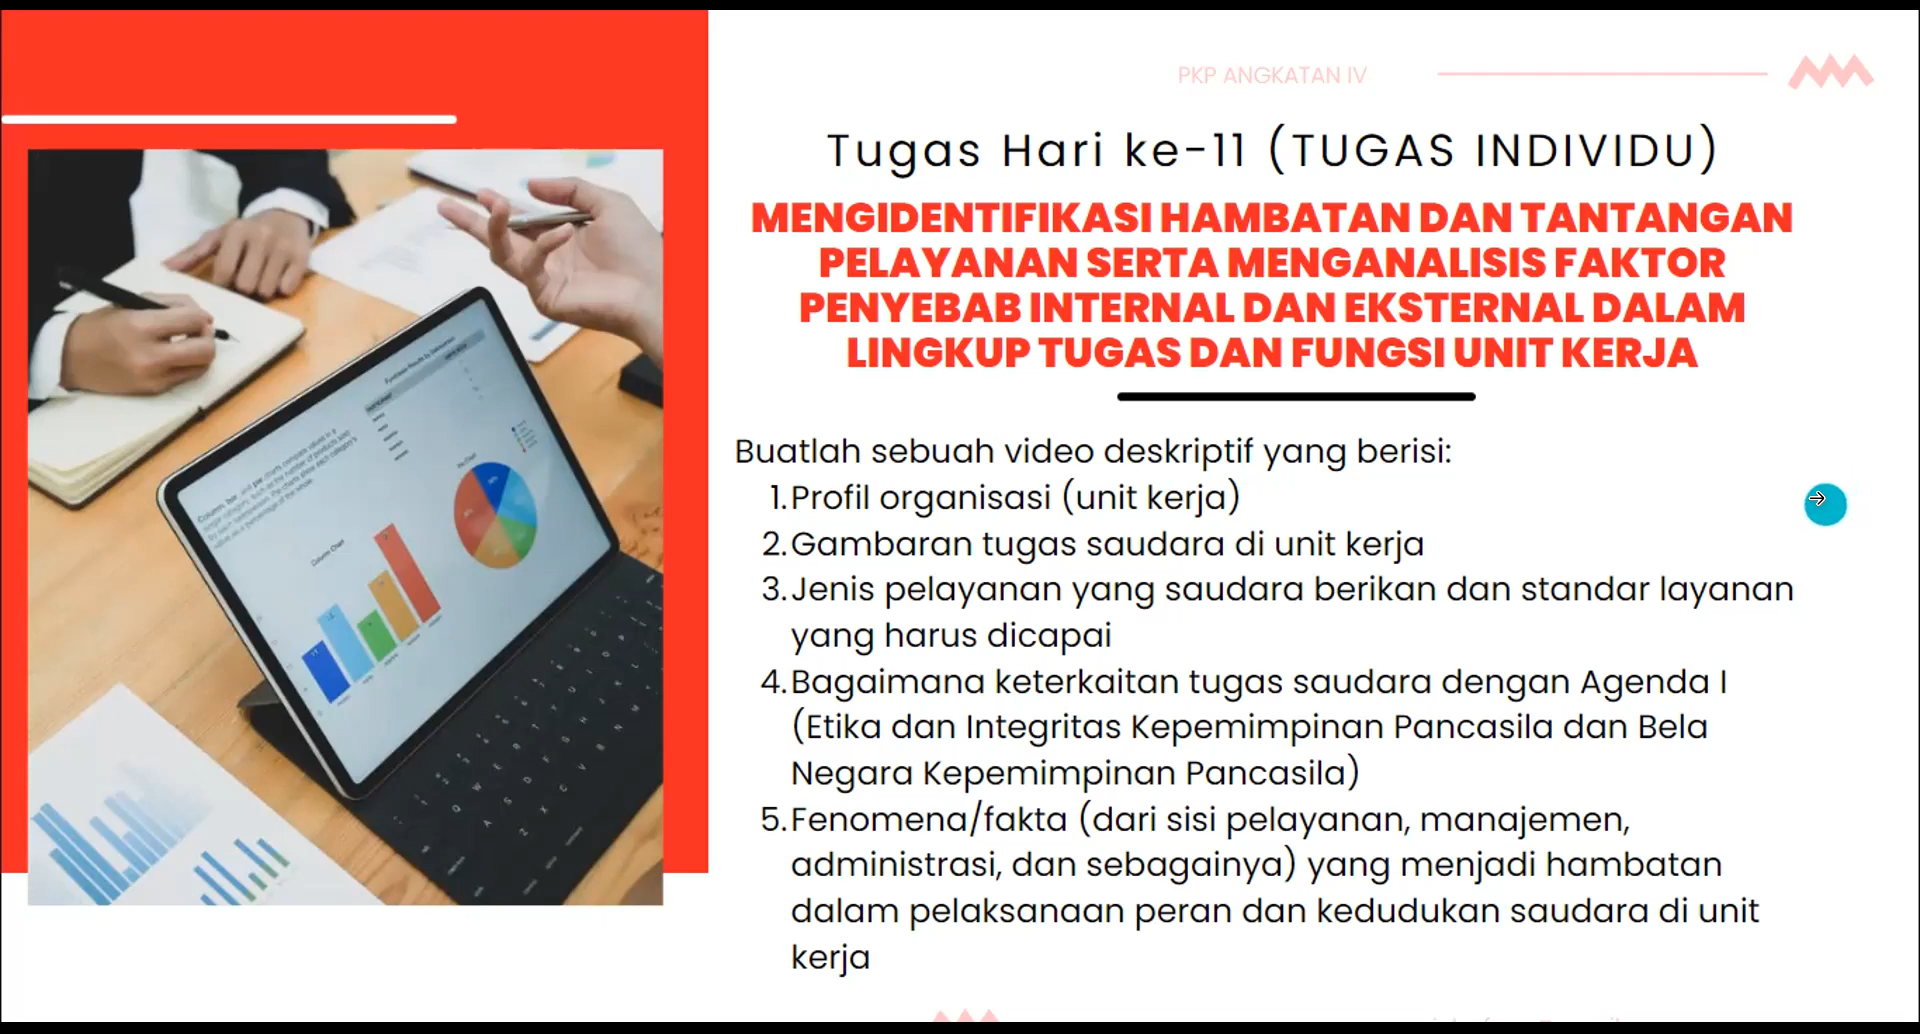 PKP ANGKATAN IV
Tugas Hari ke-11 (TUGAS INDIVIDU)
MENGIDENTIFIKASI HAMBATAN DAN TANTANGAN
PELAYANAN SERTA MENGANALISIS FAKTOR
PENYEBAB INTERNAL DAN EKSTERNAL DALAM
LINGKUP TUGAS DAN FUNGSI UNIT KERJA
Buatlah sebuah video deskriptif yang berisi:
1. Profil organisasi (unit kerja)
2. Gambaran tugas saudara di unit kerja
3. Jenis pelayanan yang saudara berikan dan standar layanan
yang harus dicapai
4. Bagaimana keterkaitan tugas saudara dengan Agenda I
(Etika dan Integritas Kepemimpinan Pancasila dan Bela
Negara Kepemimpinan Pancasila)
5. Fenomena/fakta (dari sisi pelayanan, manajemen,
administrasi, dan sebagainya) yang menjadi hambatan
dalam pelaksanaan peran dan kedudukan saudara di unit
kerja
Column Chart
Pie Chart